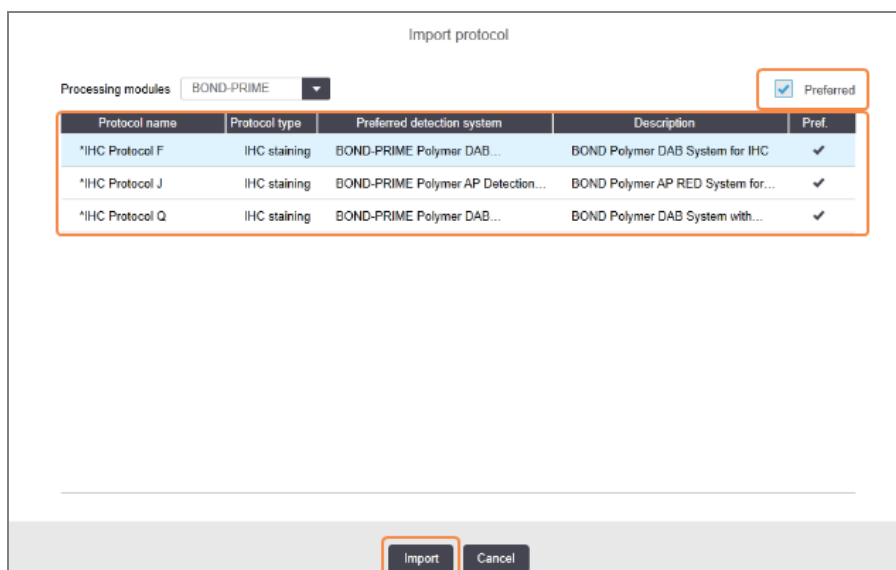 Import protocol
Processing modules BOND-PRIME Preferred
Protocol name Protocol type Preferred detection system Description Pref.
*IHC Protocol F IHC staining BOND-PRIME Polymer DAB... BOND Polymer DAB System for IHC
*IHC Protocol J IHC staining BOND-PRIME Polymer AP Detection... BOND Polymer AP RED System for...
*IHC Protocol Q IHC staining BOND-PRIME Polymer DAB... BOND Polymer DAB System with...
Import Cancel